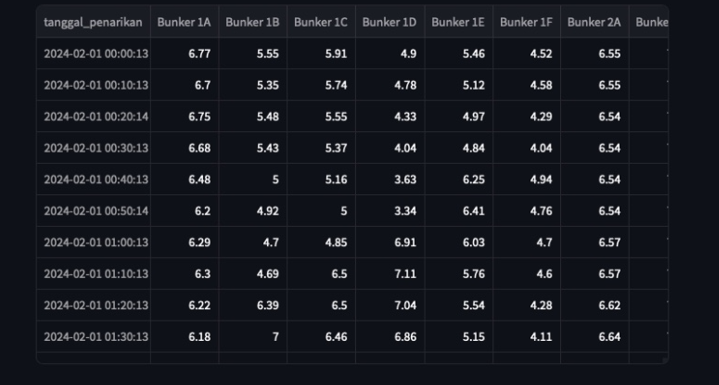 tanggal_penarikan Bunker 1A Bunker 1B Bunker 1C Bunker 1D Bunker 1E Bunker 1F Bunker 2A
2024-02-01 00:00:13 6.77 5.55 5.91 4.9 5.46 4.52 6.55
2024-02-01 00:10:13 6.7 5.35 5.74 4.78 5.12 4.58 6.55
2024-02-01 00:20:14 6.75 5.48 5.55 4.33 4.97 4.29 6.54
2024-02-01 00:30:13 6.68 5.43 5.37 4.04 4.84 4.04 6.54
2024-02-01 00:40:13 6.48 5 5.16 3.63 6.25 4.94 6.54
2024-02-01 00:50:14 6.2 4.92 5 3.34 6.41 4.76 6.54
2024-02-01 01:00:13 6.29 4.7 4.85 6.91 6.03 4.7 6.57
2024-02-01 01:10:13 6.3 4.69 6.5 7.11 5.76 4.6 6.57
2024-02-01 01:20:13 6.22 6.39 6.5 7.04 5.54 4.28 6.62
2024-02-01 01:30:13 6.18 7 6.46 6.86 5.15 4.11 6.64